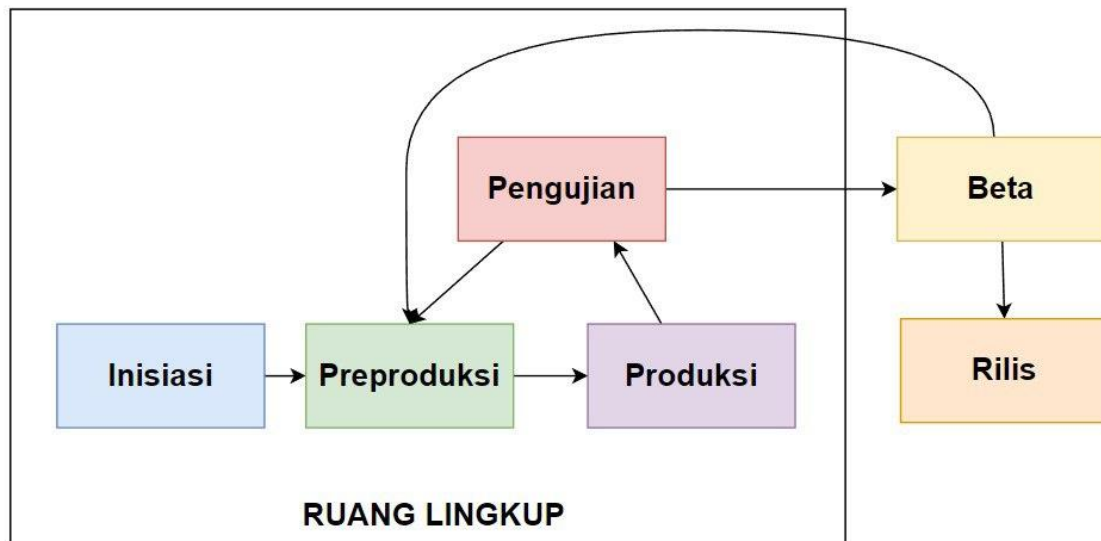 Pengujian
Beta
Inisiasi
Preproduksi
Produksi
Rilis
RUANG LINGKUP